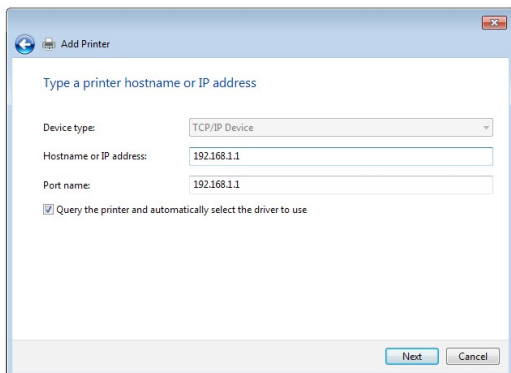 Add Printer
Type a printer hostname or IP address
Device type: TCP/IP Device
Hostname or IP address: 192.168.1.1
Port name: 192.168.1.1
Query the printer and automatically select the driver to use
Next Cancel